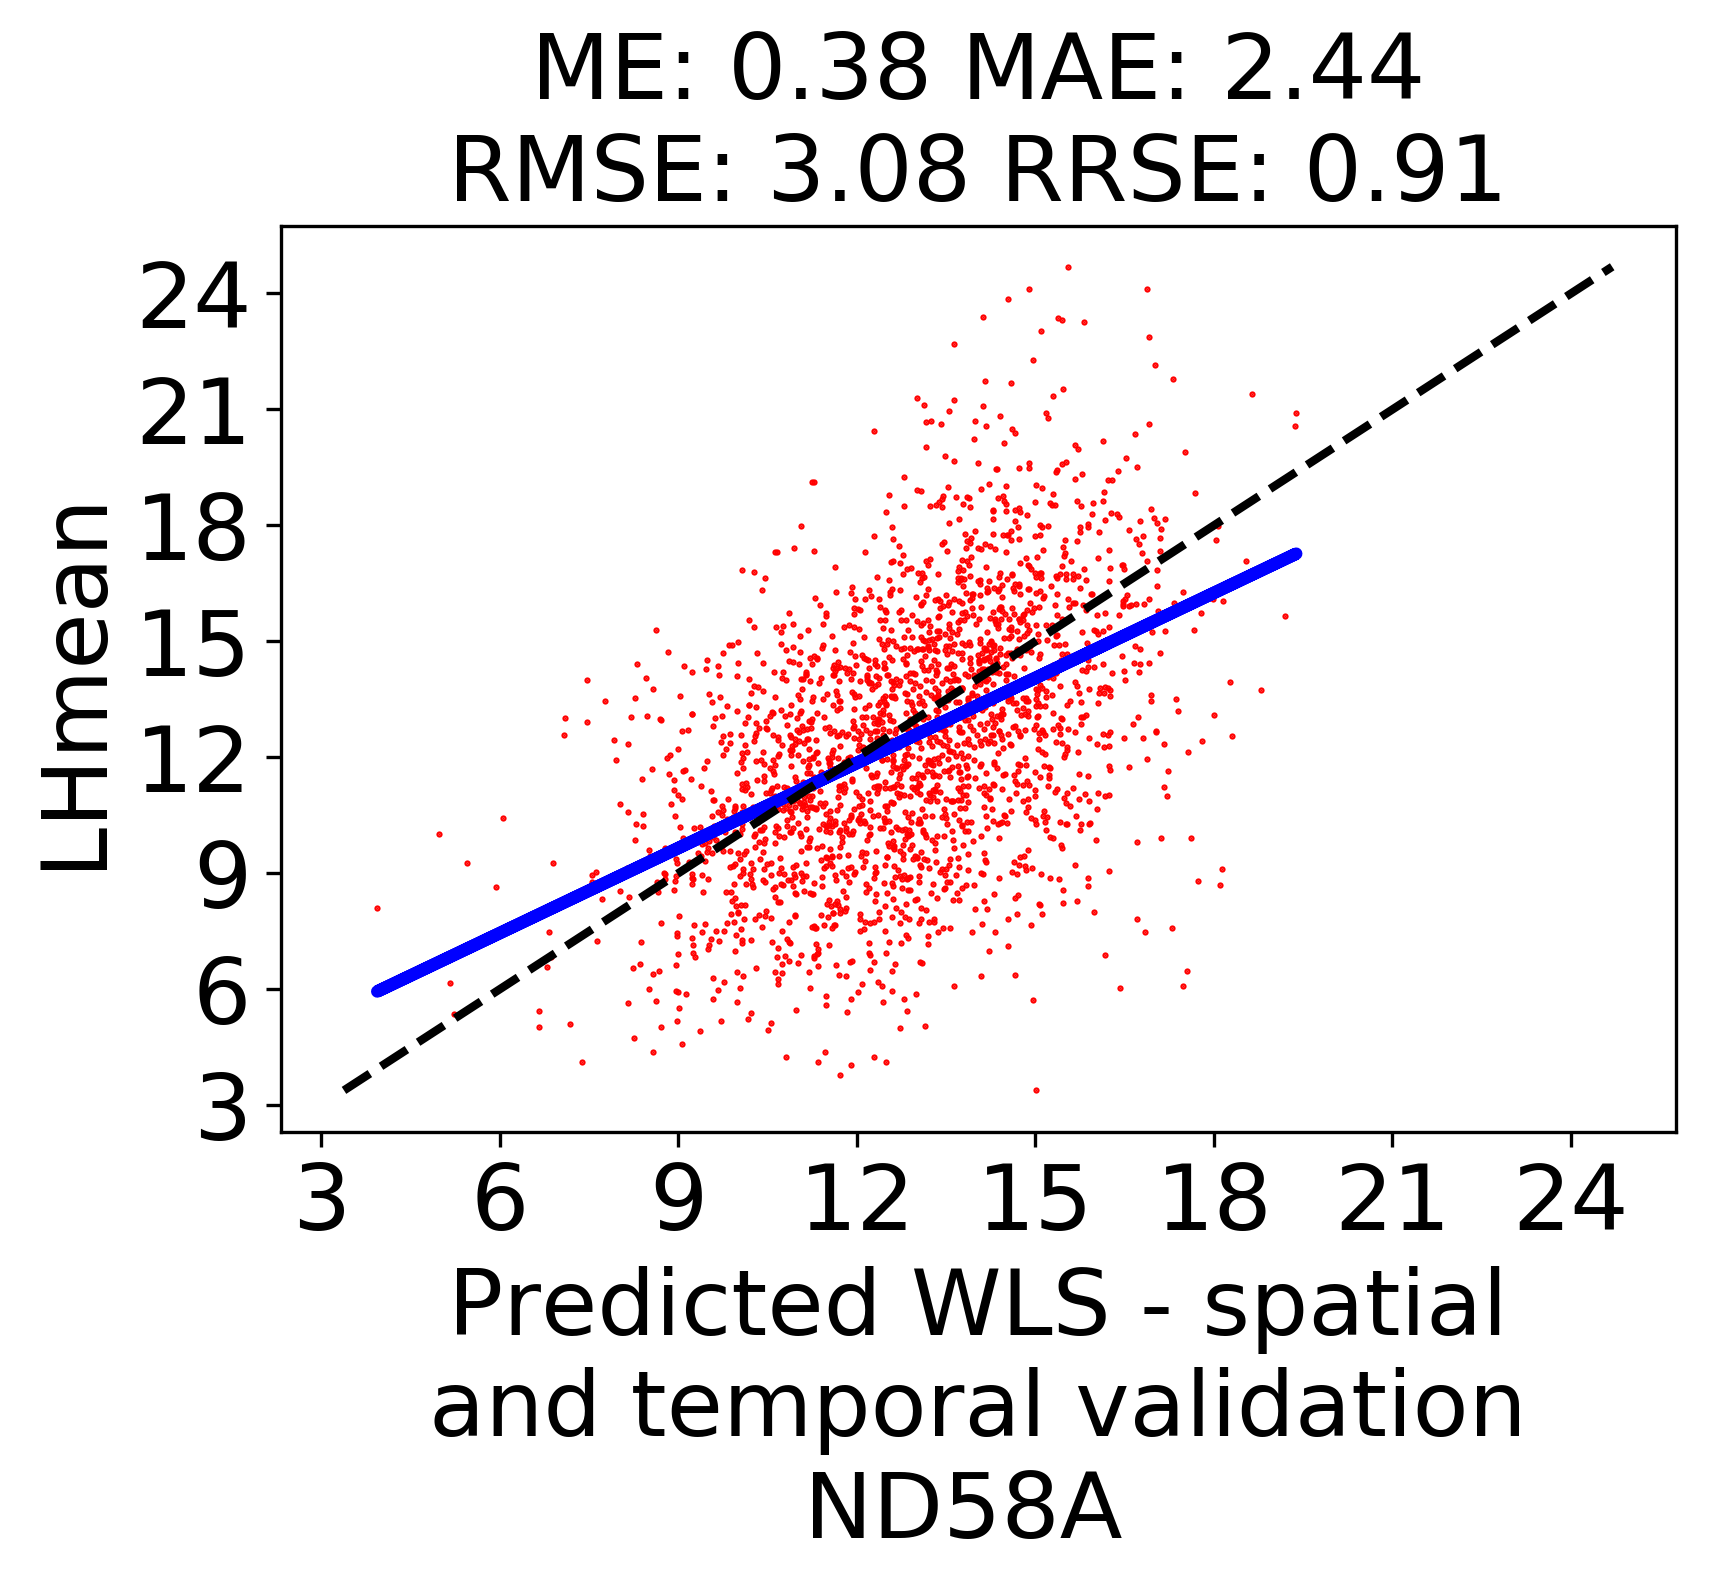 ME: 0.38 MAE: 2.44
RMSE: 3.08 RRSE: 0.91
24
21
18
15
12
9
6
3
LHmean
3 6 9 12 15 18 21 24
Predicted WLS - spatial
and temporal validation
ND58A